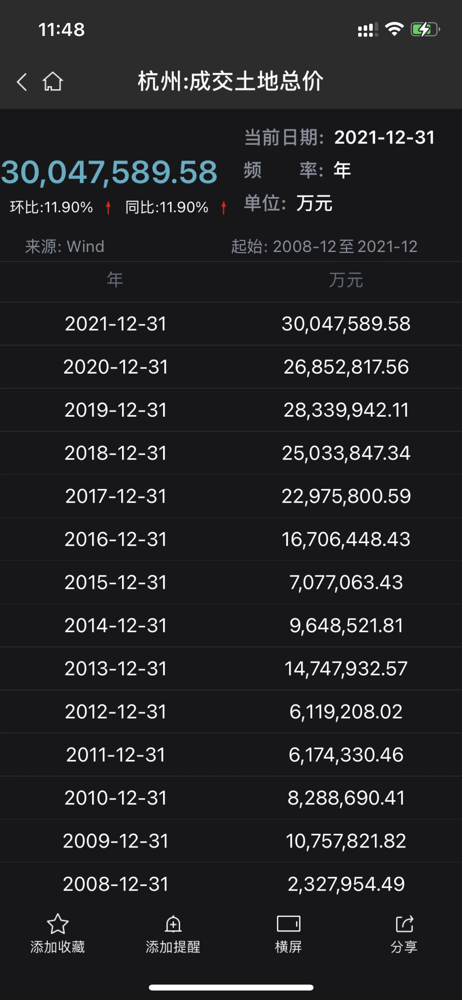 11:48
杭州:成交土地总价
当前日期: 2021-12-31
30,047,589.58
频 率: 年
环比:11.90% 同比:11.90%
单位: 万元
来源: Wind 起始: 2008-12至2021-12
年 万元
2021-12-31 30,047,589.58
2020-12-31 26,852,817.56
2019-12-31 28,339,942.11
2018-12-31 25,033,847.34
2017-12-31 22,975,800.59
2016-12-31 16,706,448.43
2015-12-31 7,077,063.43
2014-12-31 9,648,521.81
2013-12-31 14,747,932.57
2012-12-31 6,119,208.02
2011-12-31 6,174,330.46
2010-12-31 8,288,690.41
2009-12-31 10,757,821.82
2008-12-31 2,327,954.49
添加收藏 添加提醒 横屏 分享